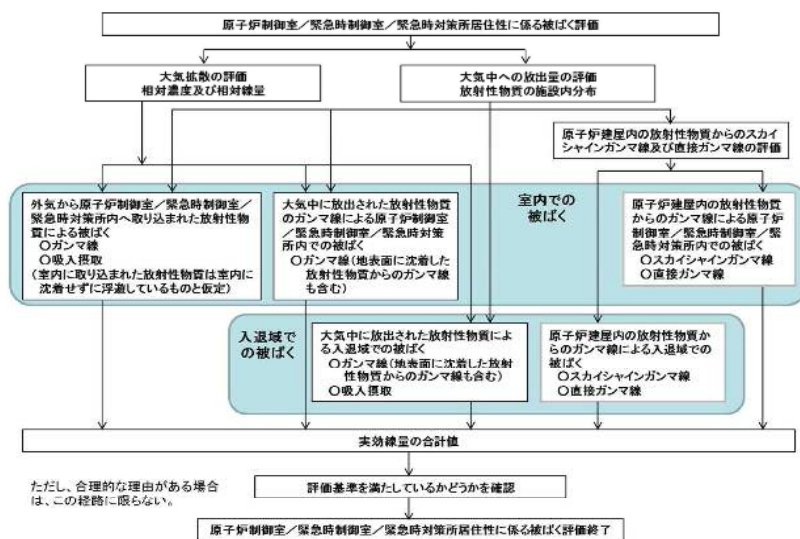 原子炉制御室／緊急時制御室／緊急時対策所居住性に係る被ばく評価
大気拡散の評価
相対濃度及び相対線量
大気中への放出量の評価
放射性物質の施設内分布
原子炉建屋内の放射性物質からのスカイ
シャインガンマ線及び直接ガンマ線の評価
室内での
被ばく
外気から原子炉制御室／緊急時制御室／
緊急時対策所内へ取り込まれた放射性物
質による被ばく
○ガンマ線
○吸入摂取
(室内に取り込まれた放射性物質は室内に
沈着せずに浮遊しているものと仮定)
大気中に放出された放射性物質
のガンマ線による原子炉制御室
／緊急時制御室／緊急時対策
所内での被ばく
○ガンマ線(地表面に沈着した
放射性物質からのガンマ線
も含む)
原子炉建屋内の放射性物質
からのガンマ線による原子炉
制御室／緊急時制御室／緊
急時対策所内での被ばく
○スカイシャインガンマ線
○直接ガンマ線
入退域で
の被ばく
大気中に放出された放射性物質によ
る入退域での被ばく
○ガンマ線(地表面に沈着した放射
性物質からのガンマ線も含む)
○吸入摂取
原子炉建屋内の放射性物質か
らのガンマ線による入退域での
被ばく
○スカイシャインガンマ線
○直接ガンマ線
実効線量の合計値
ただし、合理的な理由がある場合
は、この経路に限らない。
評価基準を満たしているかどうかを確認
原子炉制御室／緊急時制御室／緊急時対策所居住性に係る被ばく評価終了